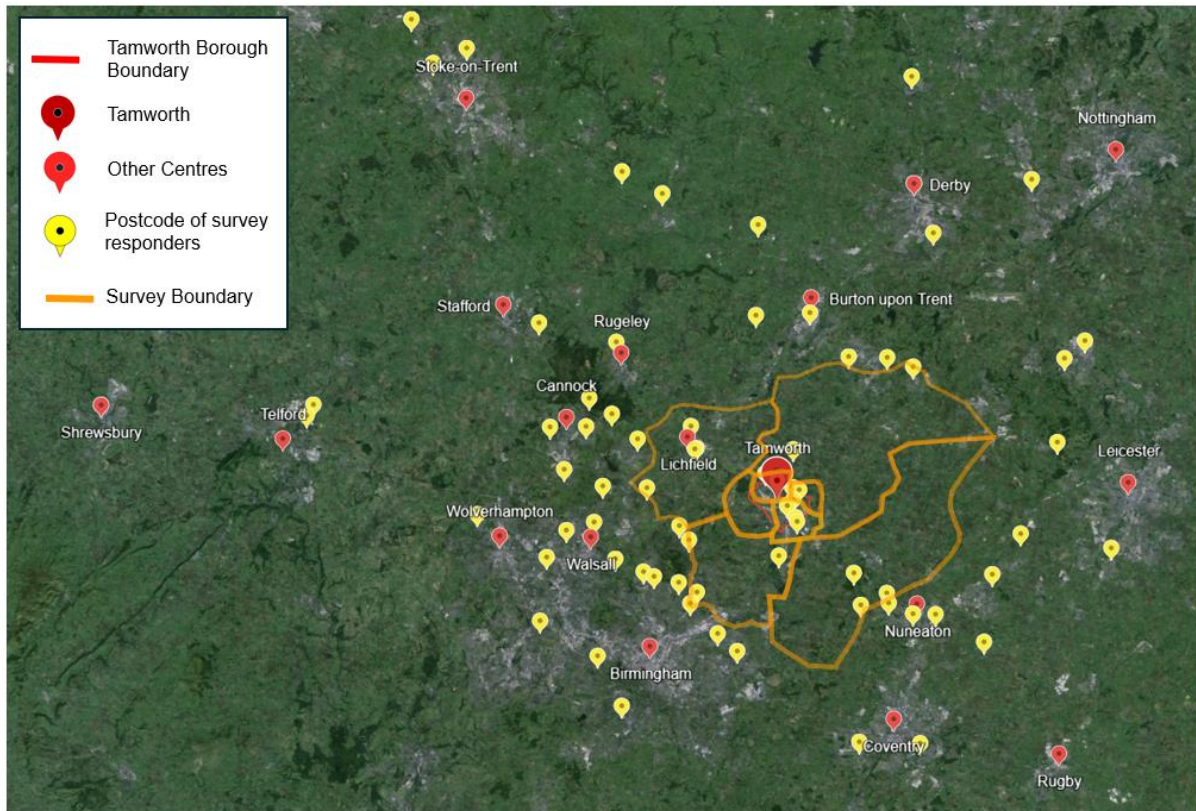 Tamworth Borough
Boundary
Tamworth
Other Centres
Postcode of survey
responders
Survey Boundary
Stoke-on-Trent
Nottingham
Derby
Stafford
Burton upon Trent
Rugeley
Cannock
Shrewsbury
Telford
Lichfield
Tamworth
Leicester
Wolverhampton
Walsall
Nuneaton
Birmingham
Coventry
Rugby